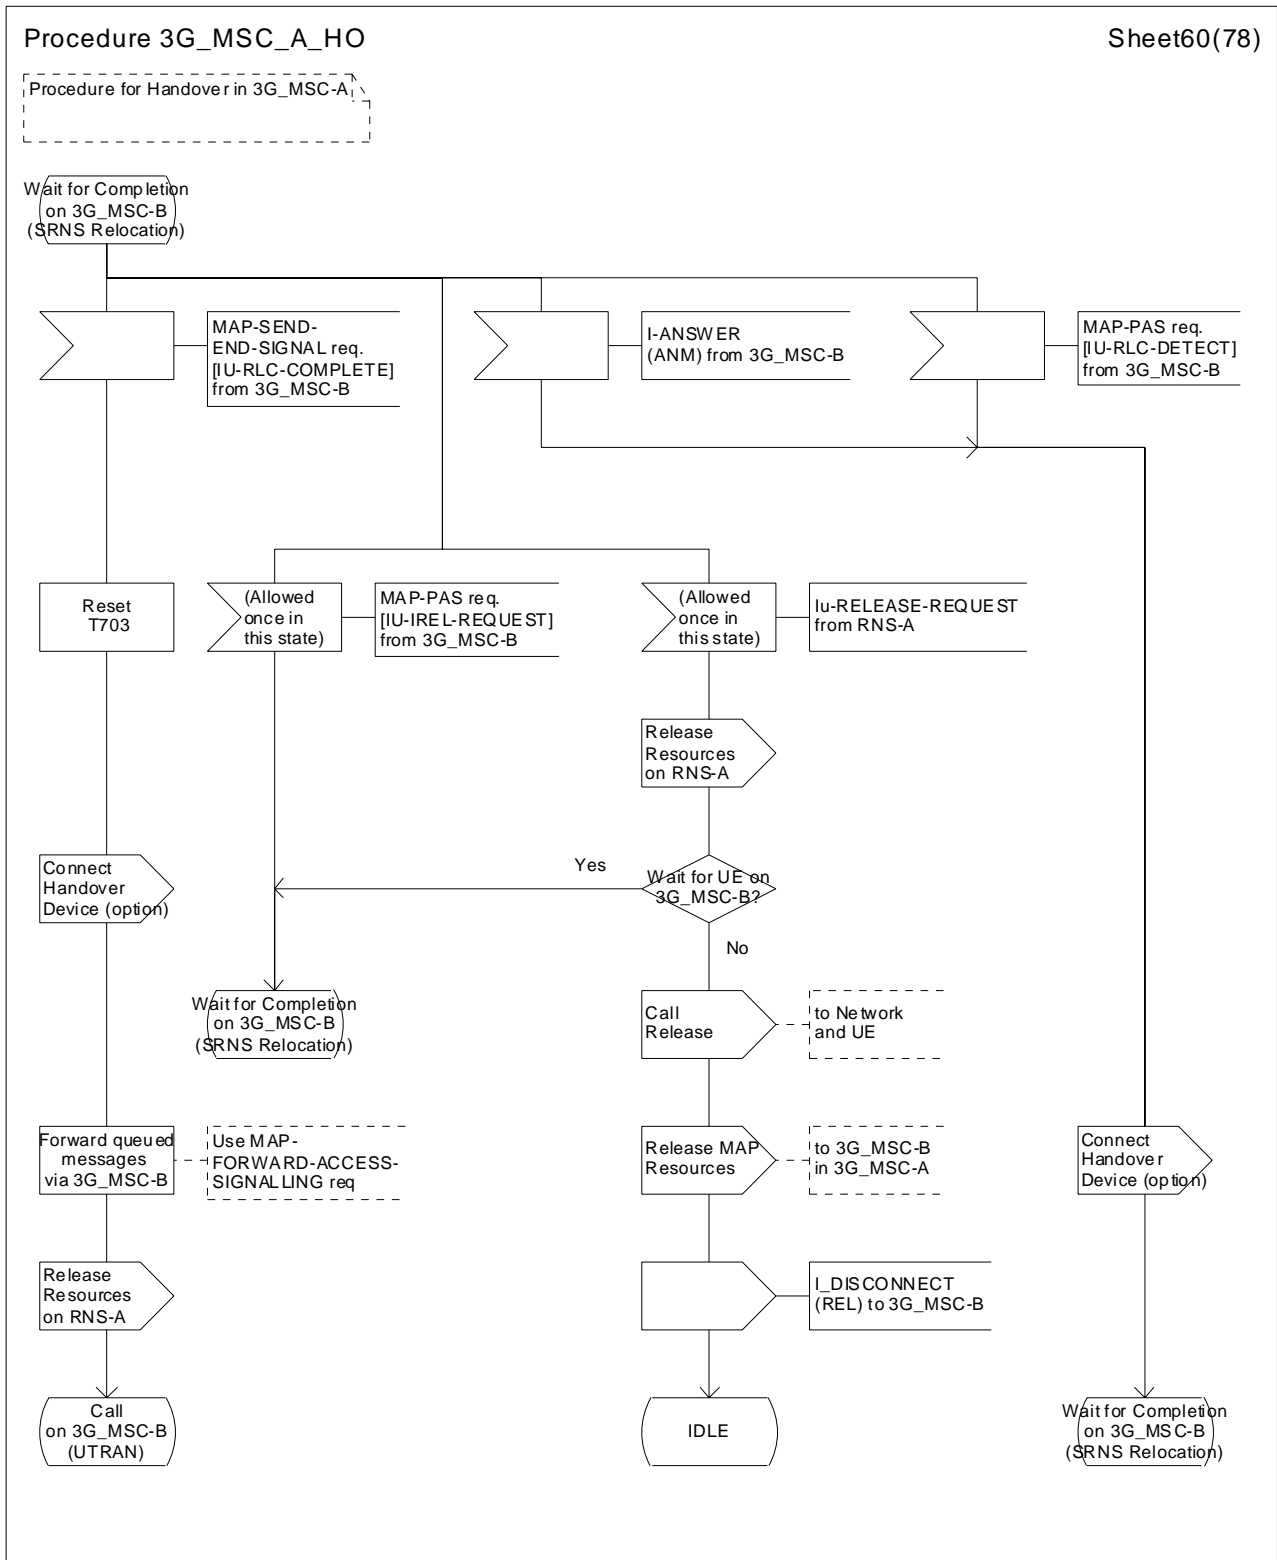 Procedure 3G_MSC_A_HO
Sheet60(78)
Procedure for Handover in 3G_MSC-A
Wait for Completion
on 3G_MSC-B
(SRNS Relocation)
MAP-SEND-
END-SIGNAL req.
[IU-RLC-COMPLETE]
from 3G_MSC-B
I-ANSWER
(ANM) from 3G_MSC-B
MAP-PAS req.
[IU-RLC-DETECT]
from 3G_MSC-B
Reset
T703
(Allowed
once in
this state)
MAP-PAS req.
[IU-IREL-REQUEST]
from 3G_MSC-B
(Allowed
once in
this state)
Iu-RELEASE-REQUEST
from RNS-A
Release
Resources
on RNS-A
Connect
Handover
Device (option)
Yes
Wait for UE on
3G_MSC-B?
No
Wait for Completion
on 3G_MSC-B
(SRNS Relocation)
Call
Release
to Network
and UE
Forward queued
messages
via 3G_MSC-B
Use MAP-
FORWARD-ACCESS-
SIGNALLING req
Release MAP
Resources
to 3G_MSC-B
in 3G_MSC-A
Connect
Handover
Device (option)
Release
Resources
on RNS-A
I_DISCONNECT
(REL) to 3G_MSC-B
Call
on 3G_MSC-B
(UTRAN)
IDLE
Wait for Completion
on 3G_MSC-B
(SRNS Relocation)